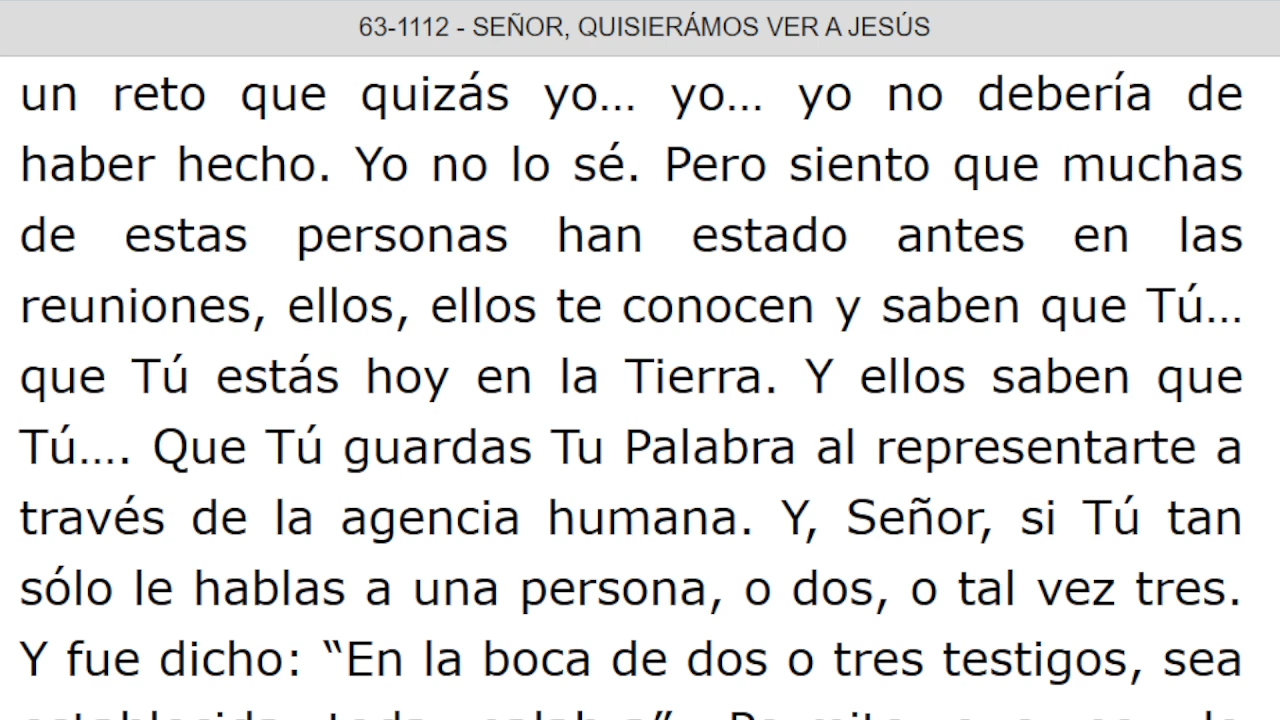 63-1112 - SEÑOR, QUISIERÁMOS VER A JESÚS
un reto que quizás yo... yo... yo no debería de
haber hecho. Yo no lo sé. Pero siento que muchas
de estas personas han estado antes en las
reuniones, ellos, ellos te conocen y saben que Tú...
que Tú estás hoy en la Tierra. Y ellos saben que
Tú.... Que Tú guardas Tu Palabra al representarte a
través de la agencia humana. Y, Señor, si Tú tan
sólo le hablas a una persona, o dos, o tal vez tres.
Y fue dicho: “En la boca de dos o tres testigos, sea